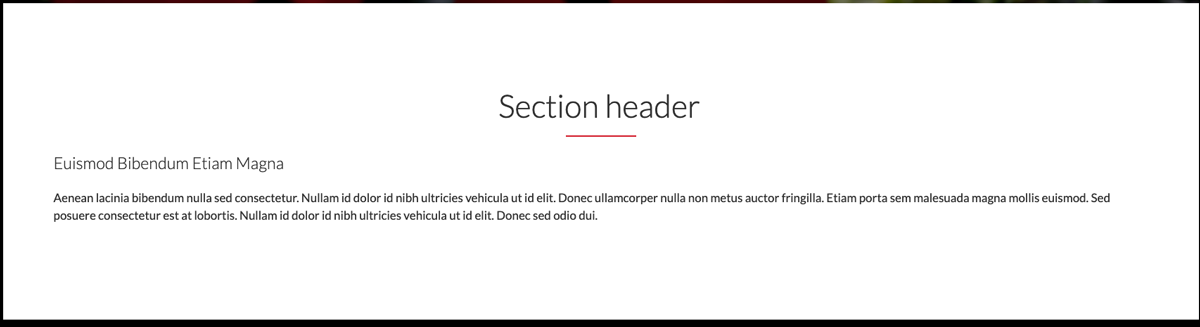 Section header
Euismod Bibendum Etiam Magna
Aenean lacinia bibendum nulla sed consectetur. Nullam id dolor id nibh ultricies vehicula ut id elit. Donec ullamcorper nulla non metus auctor fringilla. Etiam porta sem malesuada magna mollis euismod. Sed
posuere consectetur est at lobortis. Nullam id dolor id nibh ultricies vehicula ut id elit. Donec sed odio dui.